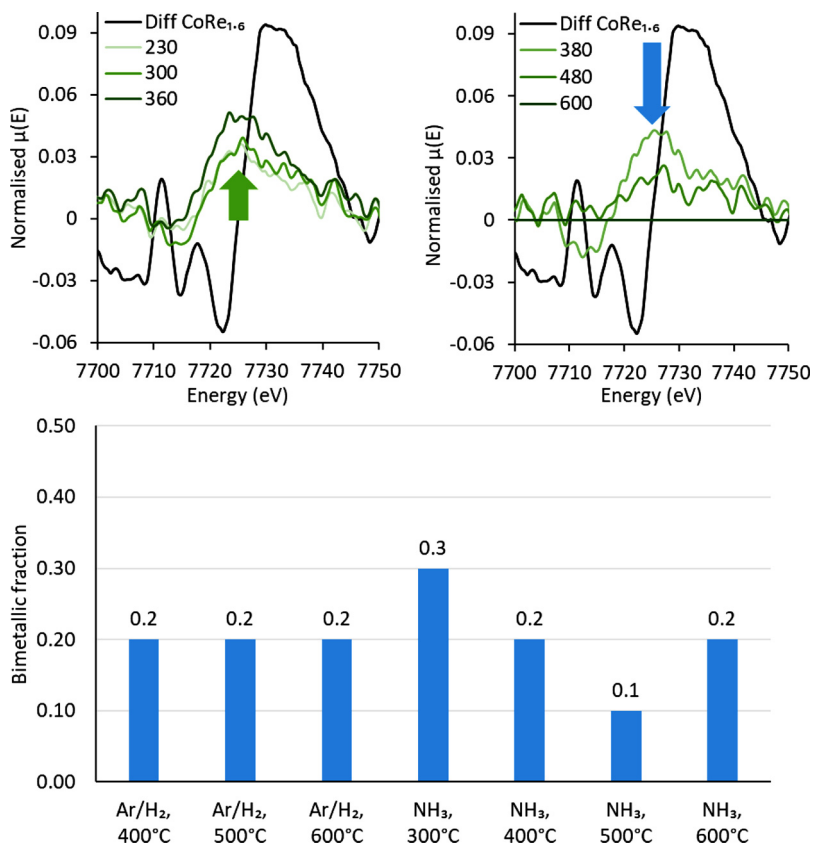 Normalised μ(E)
0.09
0.06
0.03
0
-0.03
-0.06
Diff CoRe₁.₆
230
300
360
7700 7710 7720 7730 7740 7750
Energy (eV)
Normalised μ(E)
0.09
0.06
0.03
0
-0.03
-0.06
Diff CoRe₁.₆
380
480
600
7700 7710 7720 7730 7740 7750
Energy (eV)
Bimetallic fraction
0.50
0.40
0.30
0.20
0.10
0.00
0.2 0.2 0.2 0.3 0.2 0.1 0.2
Ar/H₂, Ar/H₂, Ar/H₂, NH₃, NH₃, NH₃, NH₃,
400°C 500°C 600°C 300°C 400°C 500°C 600°C